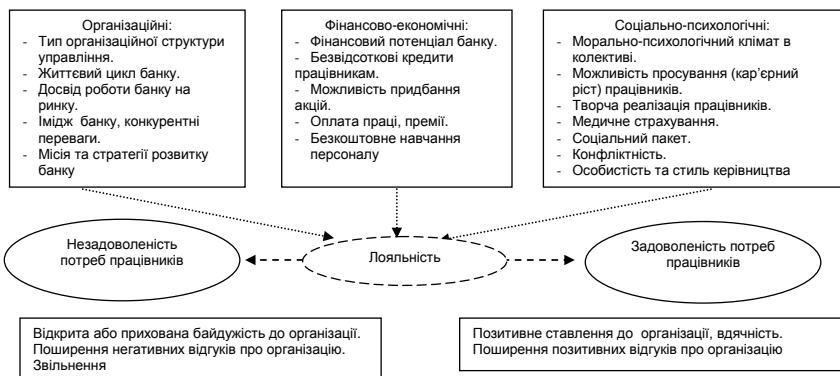 Організаційні:
- Тип організаційної структури
управління.
- Життєвий цикл банку.
- Досвід роботи банку на
ринку.
- Імідж банку, конкурентні
переваги.
- Місія та стратегії розвитку
банку
Фінансово-економічні:
- Фінансовий потенціал банку.
- Безвідсоткові кредити
працівникам.
- Можливість придбання
акцій.
- Оплата праці, премії.
- Безкоштовне навчання
персоналу
Соціально-психологічні:
- Морально-психологічний клімат в
колективі.
- Можливість просування (кар’єрний
ріст) працівників.
- Творча реалізація працівників.
- Медичне страхування.
- Соціальний пакет.
- Конфліктність.
- Особистість та стиль керівництва
Незадоволеність
потреб працівників
Лояльність
Задоволеність потреб
працівників
Відкрита або прихована байдужість до організації.
Поширення негативних відгуків про організацію.
Звільнення
Позитивне ставлення до організації, вдячність.
Поширення позитивних відгуків про організацію